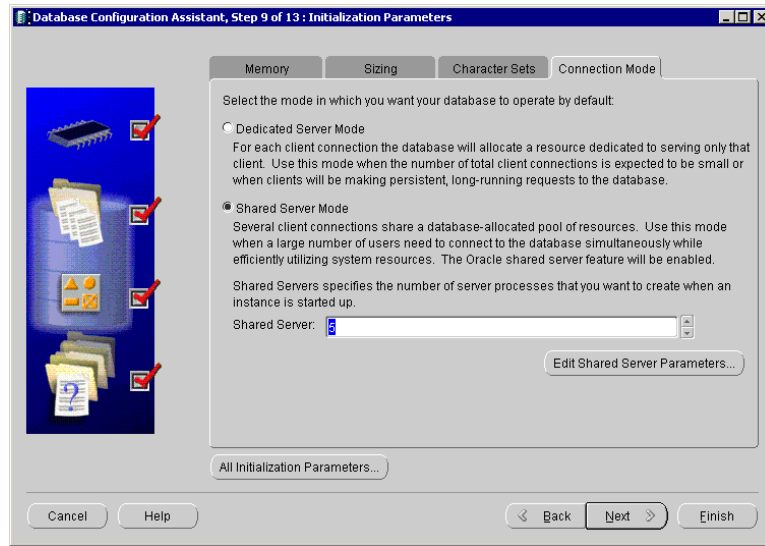 Database Configuration Assistant, Step 9 of 13 : Initialization Parameters
Memory
Sizing
Character Sets
Connection Mode
Select the mode in which you want your database to operate by default:
Dedicated Server Mode
For each client connection the database will allocate a resource dedicated to serving only that
client. Use this mode when the number of total client connections is expected to be small or
when clients will be making persistent, long-running requests to the database.
Shared Server Mode
Several client connections share a database-allocated pool of resources. Use this mode
when a large number of users need to connect to the database simultaneously while
efficiently utilizing system resources. The Oracle shared server feature will be enabled.
Shared Servers specifies the number of server processes that you want to create when an
instance is started up.
Shared Server: 5
Edit Shared Server Parameters...
All Initialization Parameters...
Cancel
Help
Back
Next
Finish